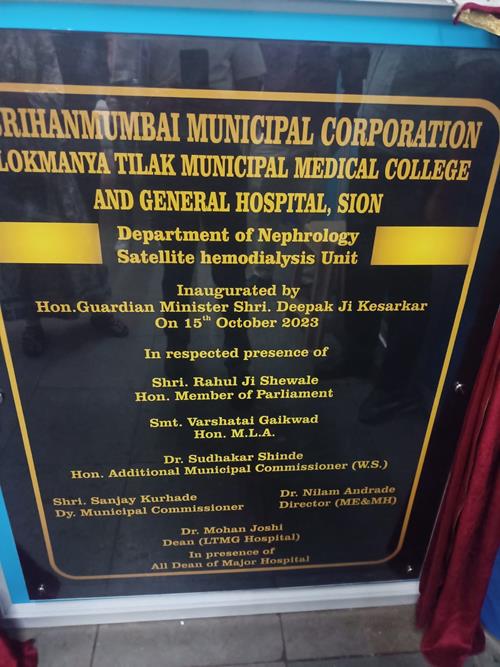 BRIHANMUMBAI MUNICIPAL CORPORATION
LOKMANYA TILAK MUNICIPAL MEDICAL COLLEGE
AND GENERAL HOSPITAL, SION
Department of Nephrology
Satellite hemodialysis Unit
Inaugurated by
Hon.Guardian Minister Shri. Deepak Ji Kesarkar
On 15th October 2023
In respected presence of
Shri. Rahul Ji Shewale
Hon. Member of Parliament
Smt. Varshatai Gaikwad
Hon. M.L.A.
Dr. Sudhakar Shinde
Hon. Additional Municipal Commissioner (W.S.)
Shri. Sanjay Kurhade
Dy. Municipal Commissioner
Dr. Nilam Andrade
Director (ME&MH)
Dr. Mohan Joshi
Dean (LTMG Hospital)
In presence of
All Dean of Major Hospital